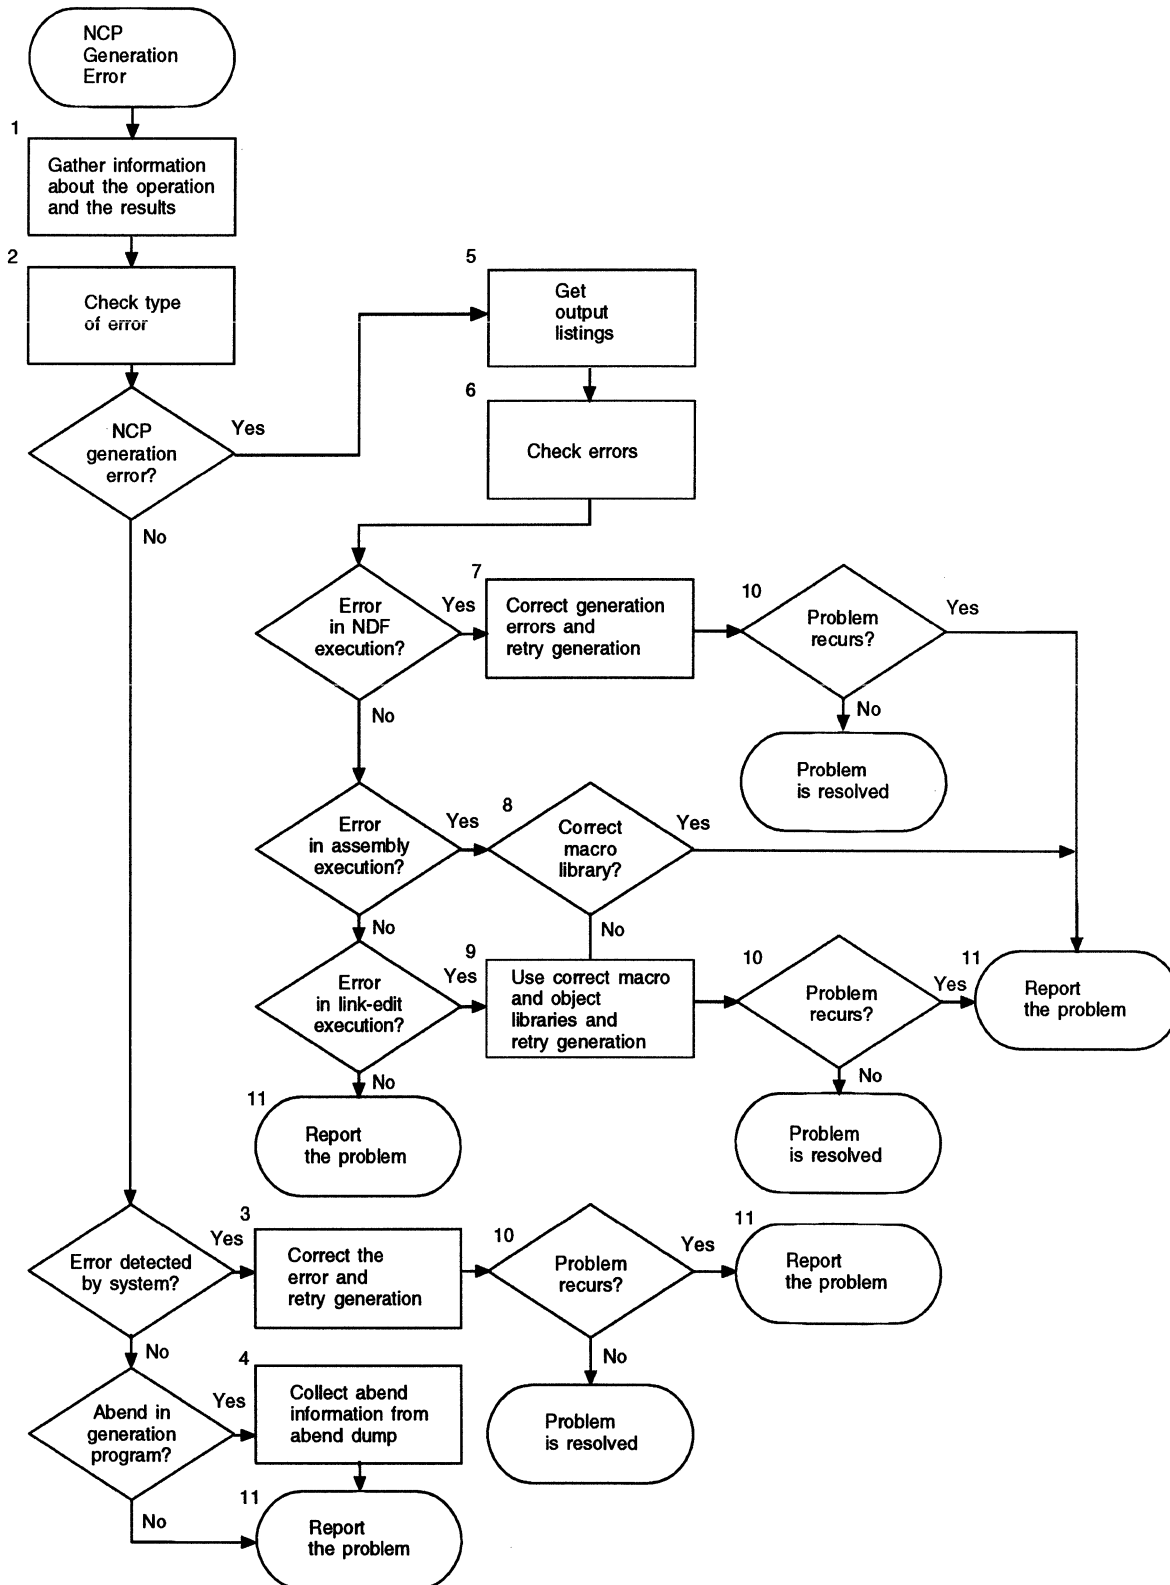 NCP
Generation
Error
1
Gather information
about the operation
and the results
2
Check type
of error
NCP
generation
error?
Yes
No
5
Get
output
listings
6
Check errors
Error
in NDF
execution?
Yes
No
7
Correct generation
errors and
retry generation
10
Problem
recurs?
Yes
No
Problem
is resolved
Error
in assembly
execution?
Yes
No
8
Correct
macro
library?
Yes
No
Error
in link-edit
execution?
Yes
No
9
Use correct macro
and object
libraries and
retry generation
10
Problem
recurs?
Yes
No
11
Report
the problem
Problem
is resolved
11
Report
the problem
Error detected
by system?
Yes
No
3
Correct the
error and
retry generation
10
Problem
recurs?
Yes
No
11
Report
the problem
Problem
is resolved
Abend in
generation
program?
Yes
No
4
Collect abend
information from
abend dump
11
Report
the problem